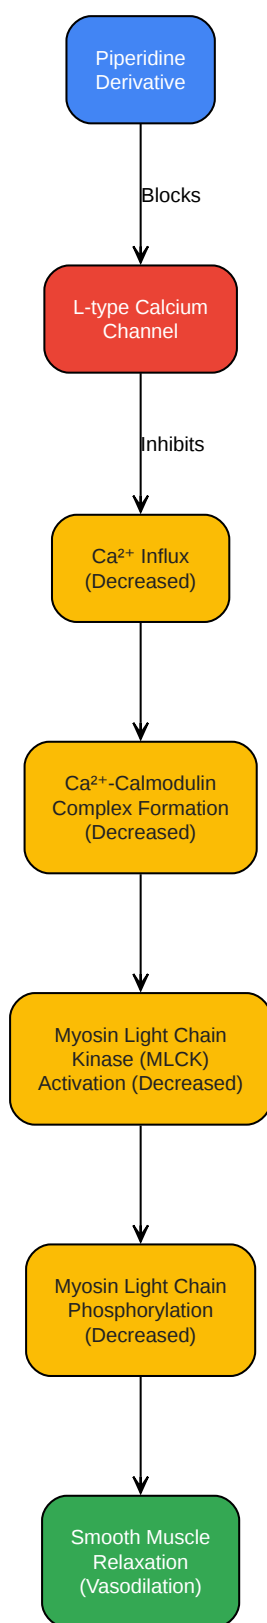 Piperidine
Derivative
Blocks
L-type Calcium
Channel
Inhibits
Ca²⁺ Influx
(Decreased)
Ca²⁺-Calmodulin
Complex Formation
(Decreased)
Myosin Light Chain
Kinase (MLCK)
Activation (Decreased)
Myosin Light Chain
Phosphorylation
(Decreased)
Smooth Muscle
Relaxation
(Vasodilation)